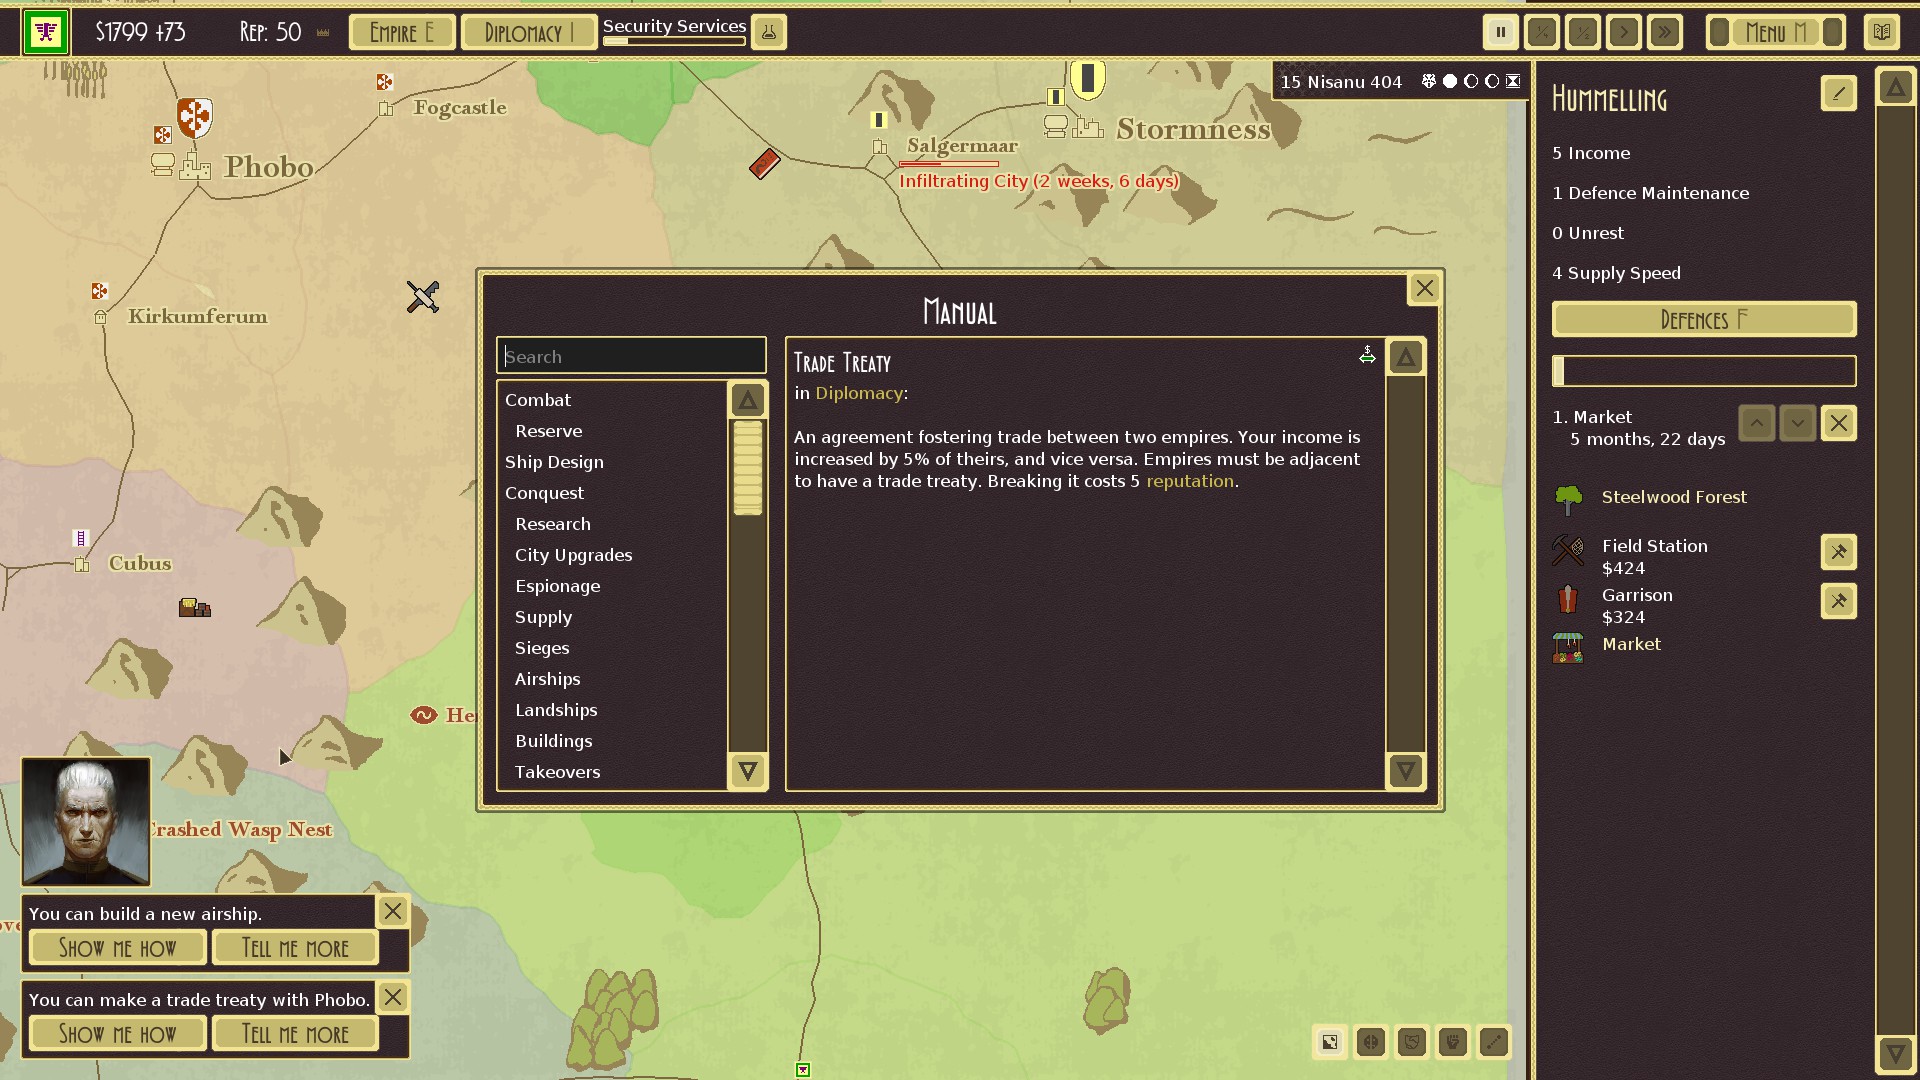 $1799 +73
Rep: 50
Empire E
Diplomacy I
Security Services
Menu M
15 Nisanu 404
Fogcastle
Phobo
Salgermaar
Stormness
Infiltrating City (2 weeks, 6 days)
Kirkumferum
Cubus
He
Crashed Wasp Nest
ove
Manual
Search
Combat
Reserve
Ship Design
Conquest
Research
City Upgrades
Espionage
Supply
Sieges
Airships
Landships
Buildings
Takeovers
Trade Treaty
in Diplomacy:
An agreement fostering trade between two empires. Your income is
increased by 5% of theirs, and vice versa. Empires must be adjacent
to have a trade treaty. Breaking it costs 5 reputation.
You can build a new airship.
Show me how
Tell me more
You can make a trade treaty with Phobo.
Show me how
Tell me more
Hummelling
5 Income
1 Defence Maintenance
0 Unrest
4 Supply Speed
Defences F
1. Market
5 months, 22 days
Steelwood Forest
Field Station
$424
Garrison
$324
Market